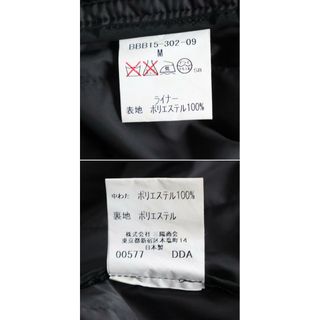 BBB15-302-09
M
ライナー
表地 ポリエステル100%
中わた ポリエステル100%
裏地 ポリエステル
株式会社 三陽商会
東京都新宿区本塩町14
日本製
00577 DDA